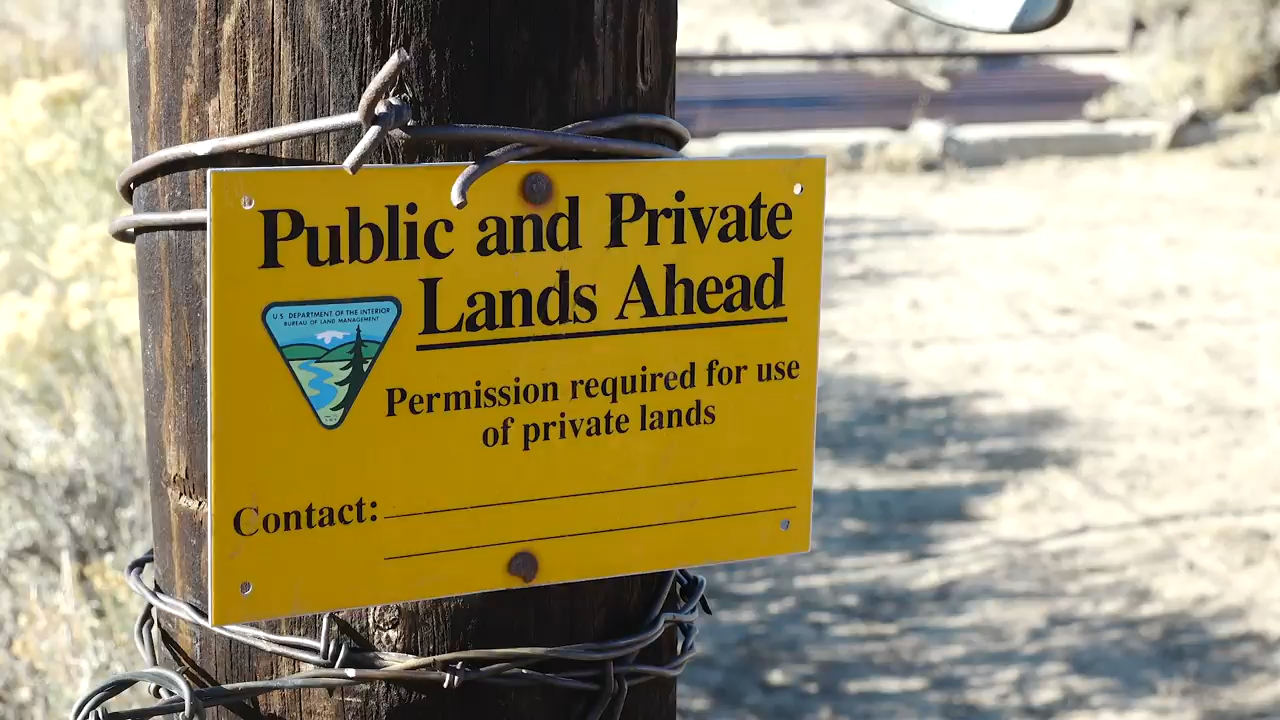 Public and Private
Lands Ahead
U.S. DEPARTMENT OF THE INTERIOR
BUREAU OF LAND MANAGEMENT
Permission required for use
of private lands
Contact: